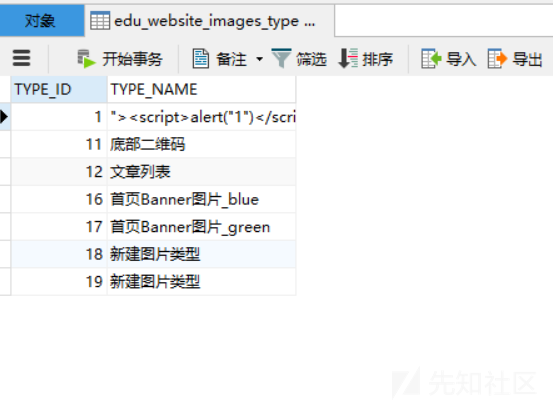 对象 edu_website_images_type ...
开始事务 备注 筛选 排序 导入 导出
TYPE_ID TYPE_NAME
1 "><script>alert("1")</scri
11 底部二维码
12 文章列表
16 首页Banner图片_blue
17 首页Banner图片_green
18 新建图片类型
19 新建图片类型
先知社区